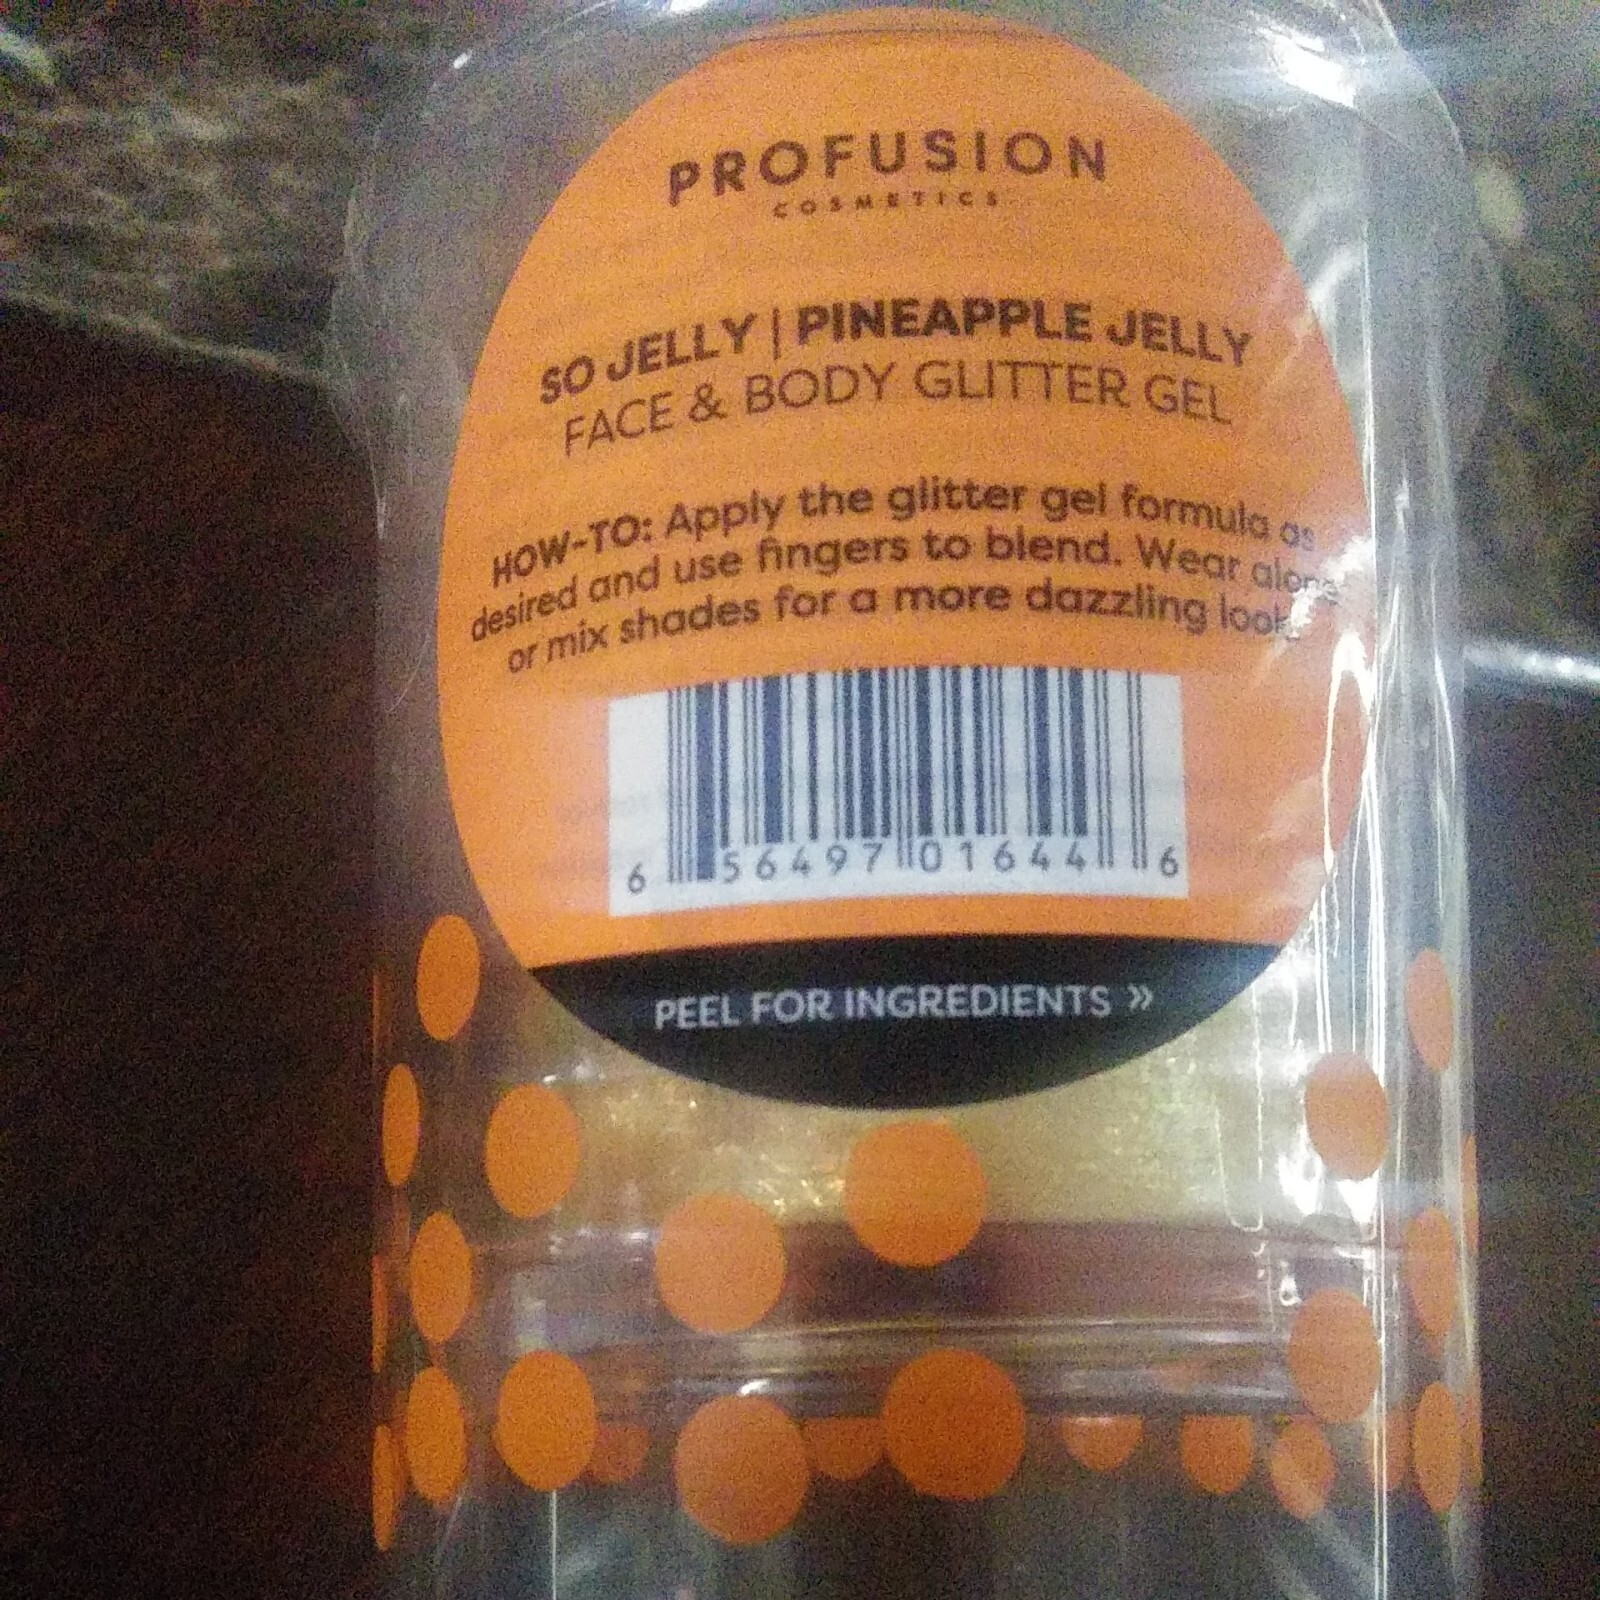 PROFUSION
COSMETICS
SO JELLY | PINEAPPLE JELLY
FACE & BODY GLITTER GEL
HOW-TO: Apply the glitter gel formula as
desired and use fingers to blend. Wear alone
or mix shades for a more dazzling look.
6 56497 01644 6
PEEL FOR INGREDIENTS »